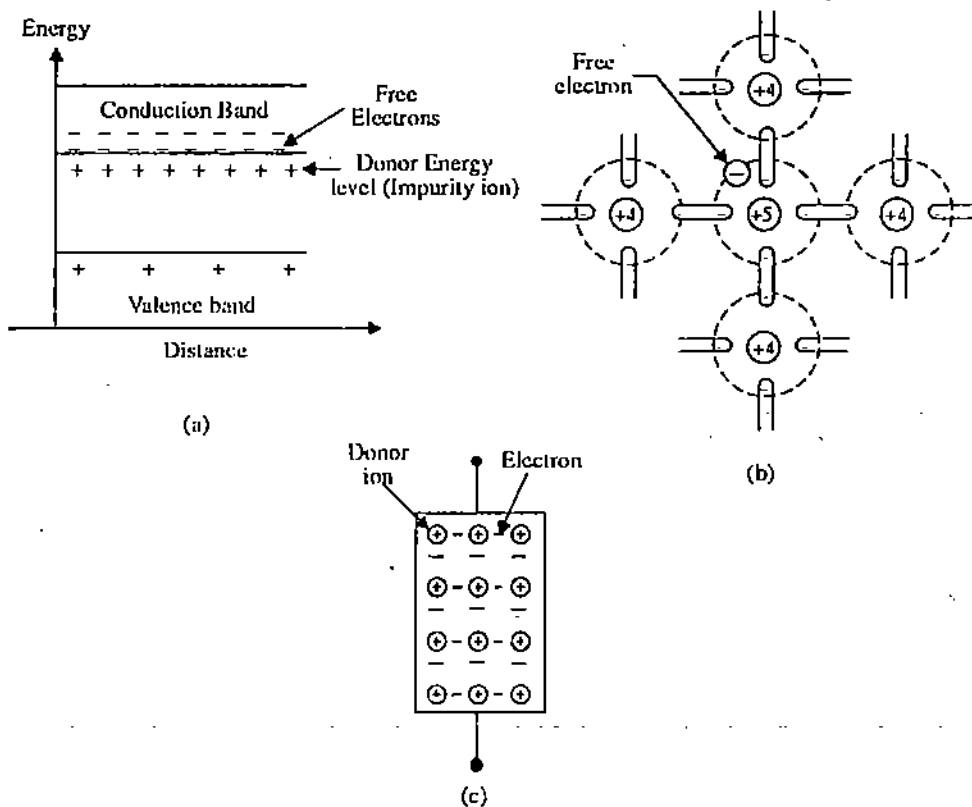 Energy
Conduction Band
Free
Electrons
Donor Energy
level (Impurity ion)
Valence band
Distance
(a)
Free
electron
+4
+4
+5
+4
+4
(b)
Donor
ion
Electron
(c)